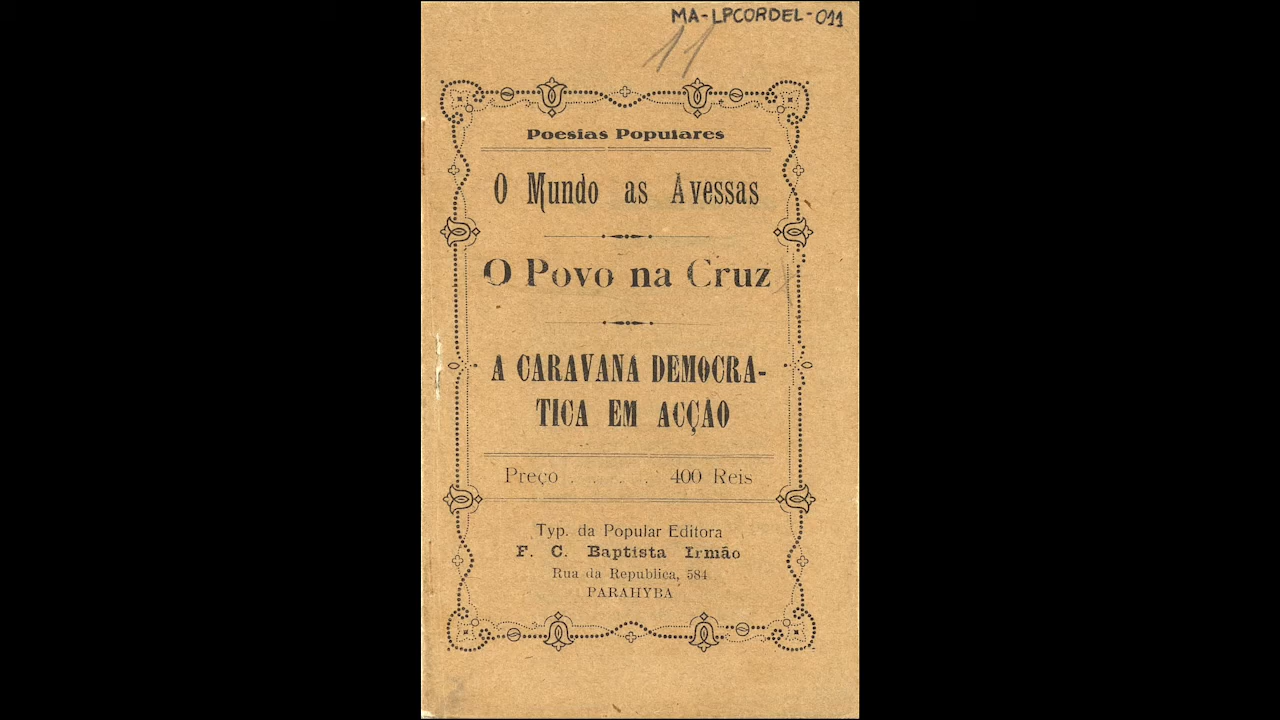 MA-LPCORDEL-011
11
Poesias Populares
O Mundo as Avessas
O Povo na Cruz
A CARAVANA DEMOCRA-
TICA EM ACÇÃO
Preço . . . . . 400 Reis
Typ. da Popular Editora
F. C. Baptista Irmão
Rua da Republica, 584
PARAHYBA